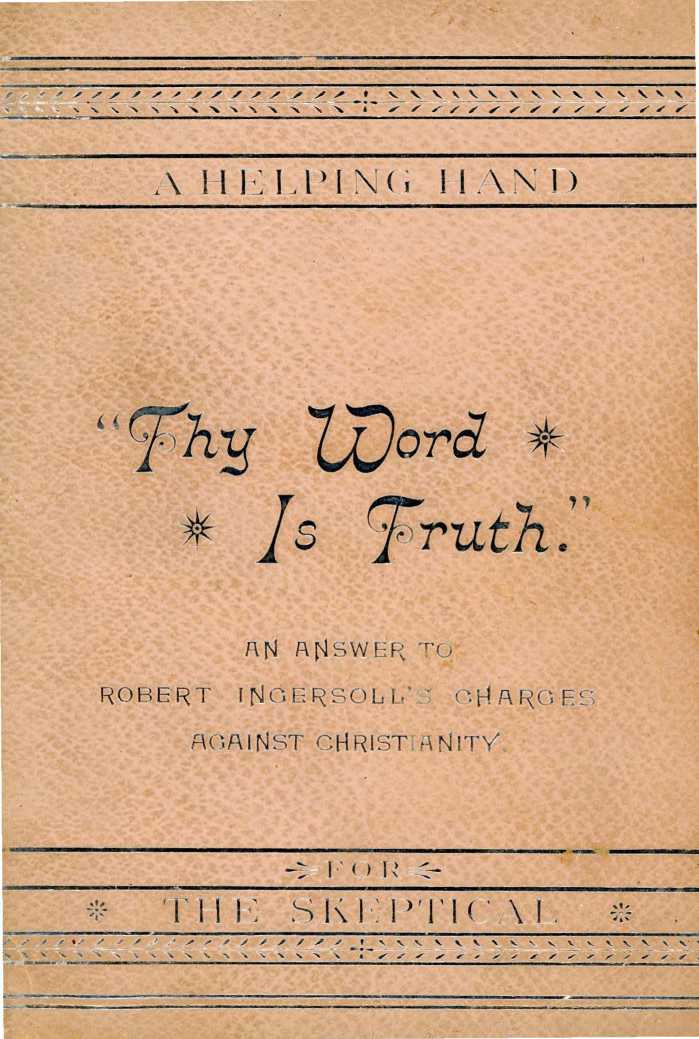 A HELPING HAND
“Thy Word
Is Truth.”
AN ANSWER TO
ROBERT INGERSOLL'S CHARGES
AGAINST CHRISTIANITY.
FOR
THE SKEPTICAL